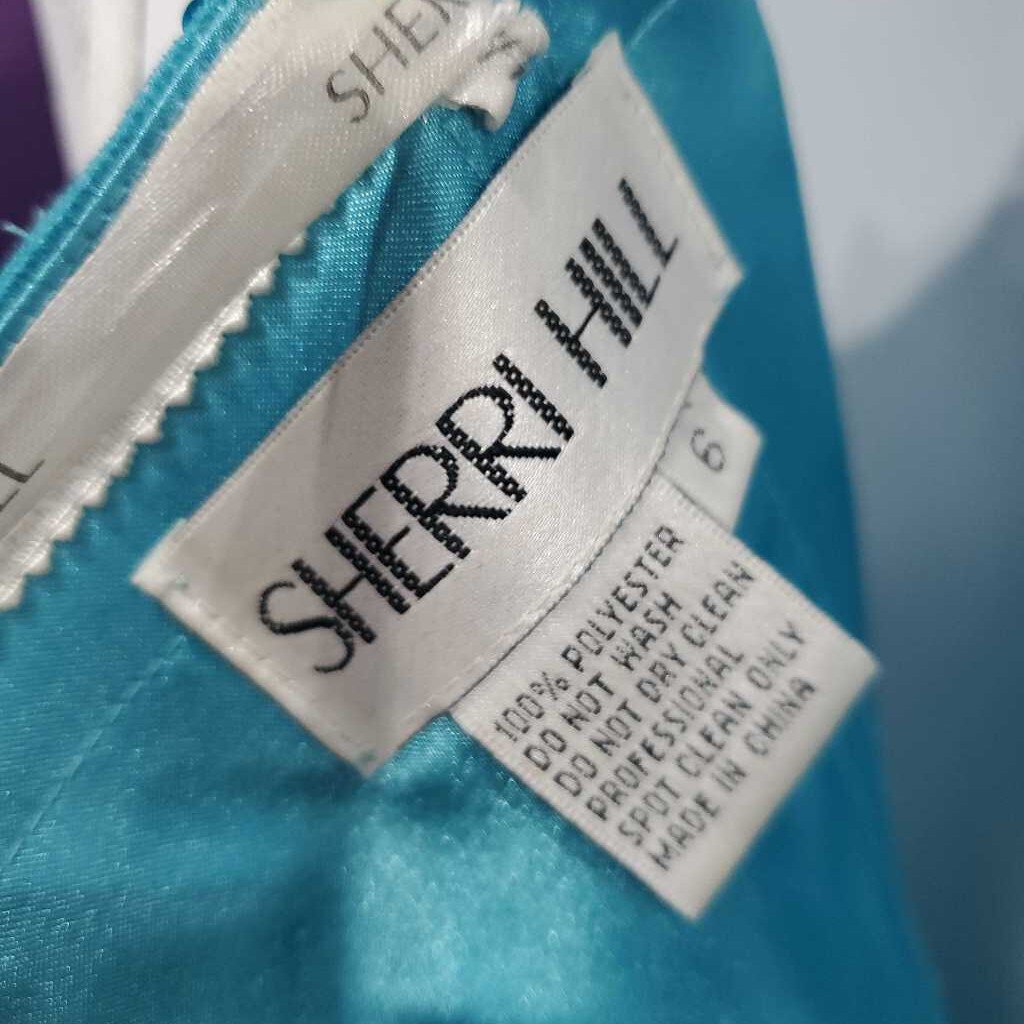 SHERRI HILL
6
100% POLYESTER
DO NOT WASH
DO NOT DRY CLEAN
PROFESSIONAL
SPOT CLEAN ONLY
MADE IN CHINA